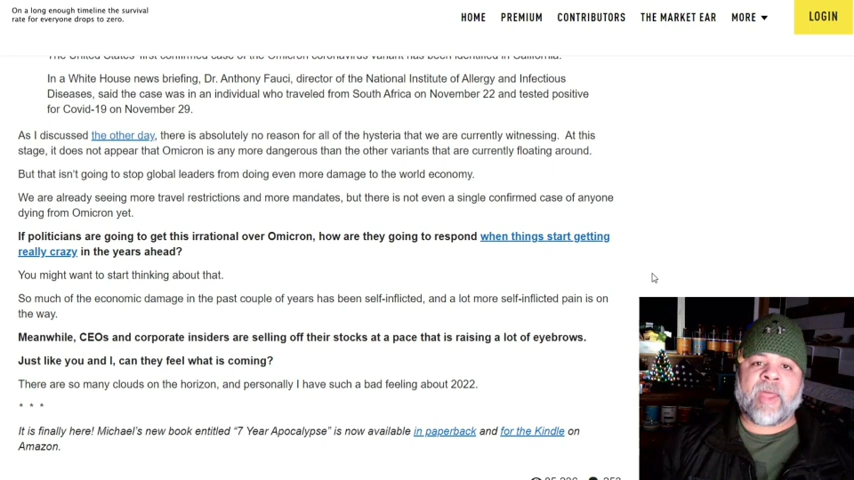 On a long enough timeline the survival
rate for everyone drops to zero.
HOME PREMIUM CONTRIBUTORS THE MARKET EAR MORE LOGIN
The United States' first confirmed case of the Omicron coronavirus variant has been identified in California.
In a White House news briefing, Dr. Anthony Fauci, director of the National Institute of Allergy and Infectious
Diseases, said the case was in an individual who traveled from South Africa on November 22 and tested positive
for Covid-19 on November 29.
As I discussed the other day, there is absolutely no reason for all of the hysteria that we are currently witnessing. At this
stage, it does not appear that Omicron is any more dangerous than the other variants that are currently floating around.
But that isn't going to stop global leaders from doing even more damage to the world economy.
We are already seeing more travel restrictions and more mandates, but there is not even a single confirmed case of anyone
dying from Omicron yet.
If politicians are going to get this irrational over Omicron, how are they going to respond when things start getting
really crazy in the years ahead?
You might want to start thinking about that.
So much of the economic damage in the past couple of years has been self-inflicted, and a lot more self-inflicted pain is on
the way.
Meanwhile, CEOs and corporate insiders are selling off their stocks at a pace that is raising a lot of eyebrows.
Just like you and I, can they feel what is coming?
There are so many clouds on the horizon, and personally I have such a bad feeling about 2022.
* * *
It is finally here! Michael's new book entitled "7 Year Apocalypse" is now available in paperback and for the Kindle on
Amazon.